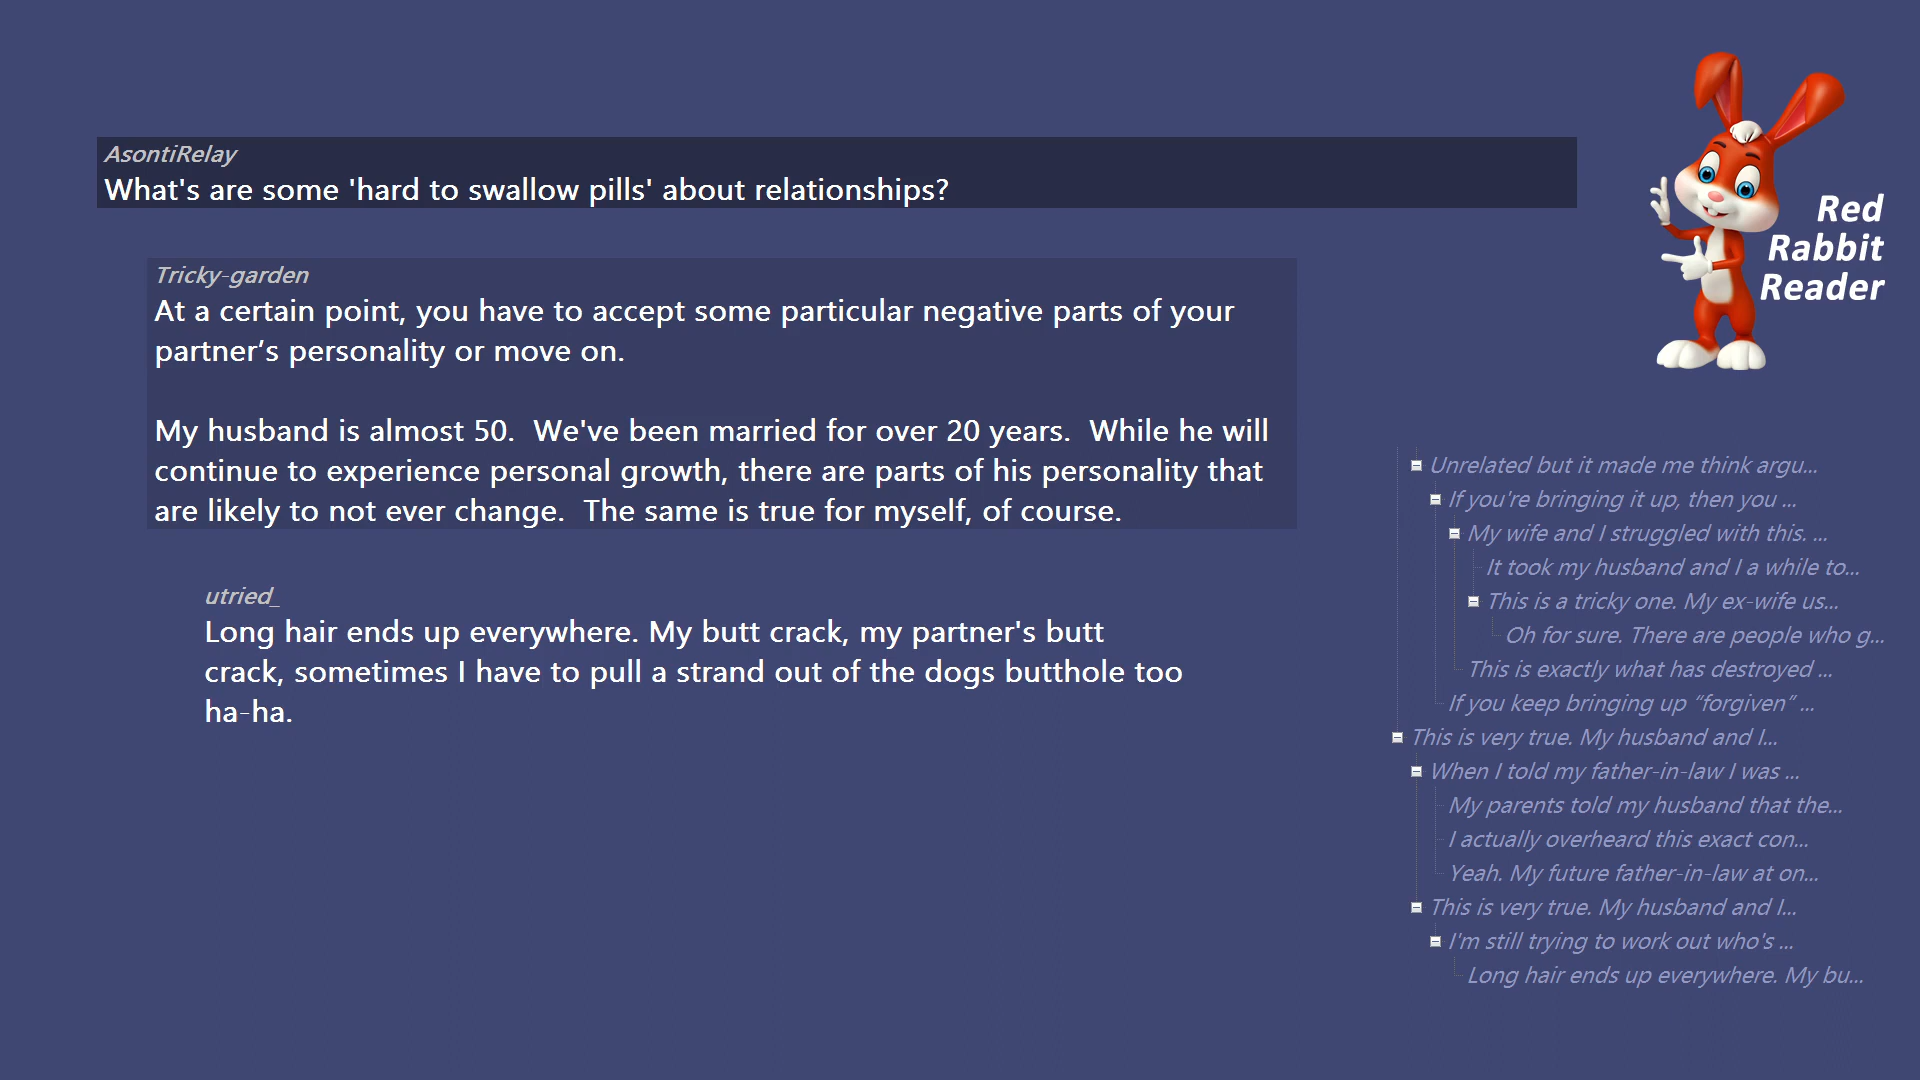 AsontiRelay
What's are some 'hard to swallow pills' about relationships?
Tricky-garden
At a certain point, you have to accept some particular negative parts of your
partner’s personality or move on.
My husband is almost 50.  We've been married for over 20 years.  While he will
continue to experience personal growth, there are parts of his personality that
are likely to not ever change.  The same is true for myself, of course.
utried_
Long hair ends up everywhere. My butt crack, my partner's butt
crack, sometimes I have to pull a strand out of the dogs butthole too
ha-ha.
Red
Rabbit
Reader
Unrelated but it made me think argu...
If you're bringing it up, then you ...
My wife and I struggled with this. ...
It took my husband and I a while to...
This is a tricky one. My ex-wife us...
Oh for sure. There are people who g...
This is exactly what has destroyed ...
If you keep bringing up “forgiven” ...
This is very true. My husband and I...
When I told my father-in-law I was ...
My parents told my husband that the...
I actually overheard this exact con...
Yeah. My future father-in-law at on...
This is very true. My husband and I...
I'm still trying to work out who's ...
Long hair ends up everywhere. My bu...